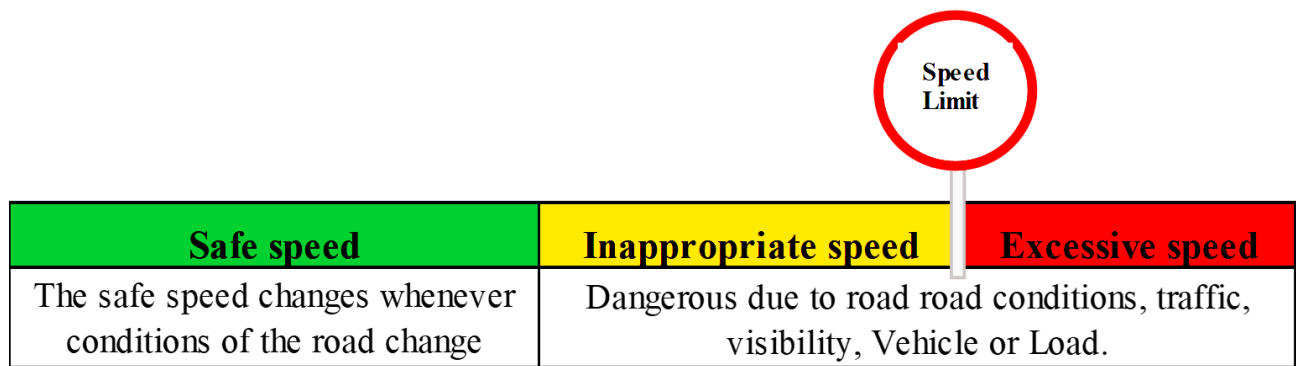 Speed
Limit
Safe speed
Inappropriate speed
Excessive speed
The safe speed changes whenever
conditions of the road change
Dangerous due to road road conditions, traffic,
visibility, Vehicle or Load.